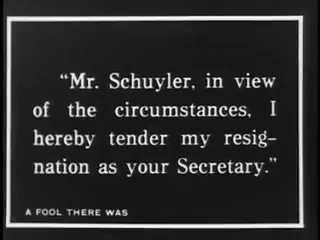 "Mr. Schuyler, in view
of the circumstances, I
hereby tender my resig-
nation as your Secretary."
A FOOL THERE WAS